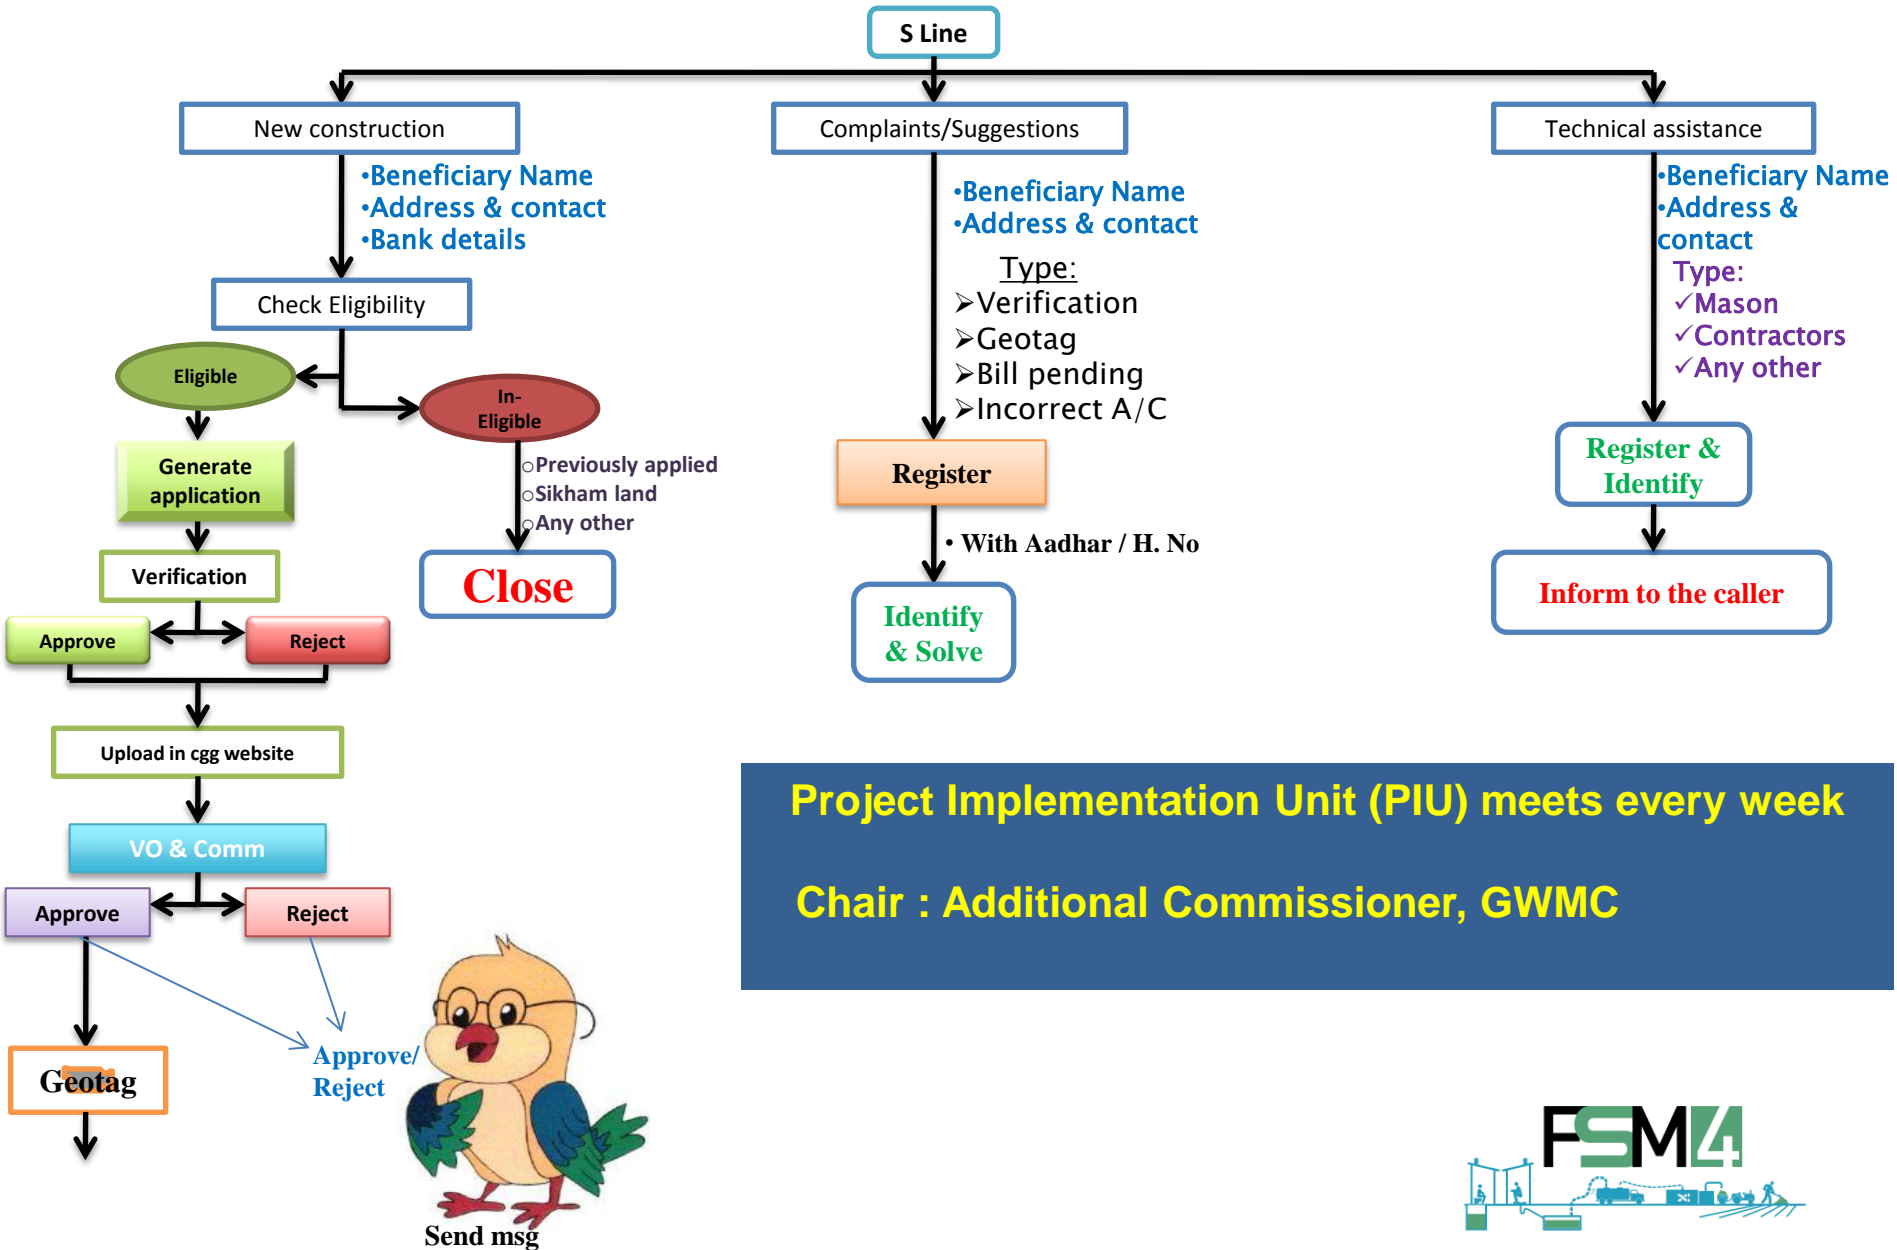 S Line
New construction
•Beneficiary Name
•Address & contact
•Bank details
Check Eligibility
Eligible
In-
Eligible
oPreviously applied
oSikham land
oAny other
Close
Generate
application
Verification
Approve
Reject
Upload in cgg website
VO & Comm
Approve
Reject
Approve/
Reject
Geotag
Send msg
Complaints/Suggestions
•Beneficiary Name
•Address & contact
Type:
➢Verification
➢Geotag
➢Bill pending
➢Incorrect A/C
Register
• With Aadhar / H. No
Identify
& Solve
Technical assistance
•Beneficiary Name
•Address &
contact
Type:
✓Mason
✓Contractors
✓Any other
Register &
Identify
Inform to the caller
Project Implementation Unit (PIU) meets every week
Chair : Additional Commissioner, GWMC
FSM4